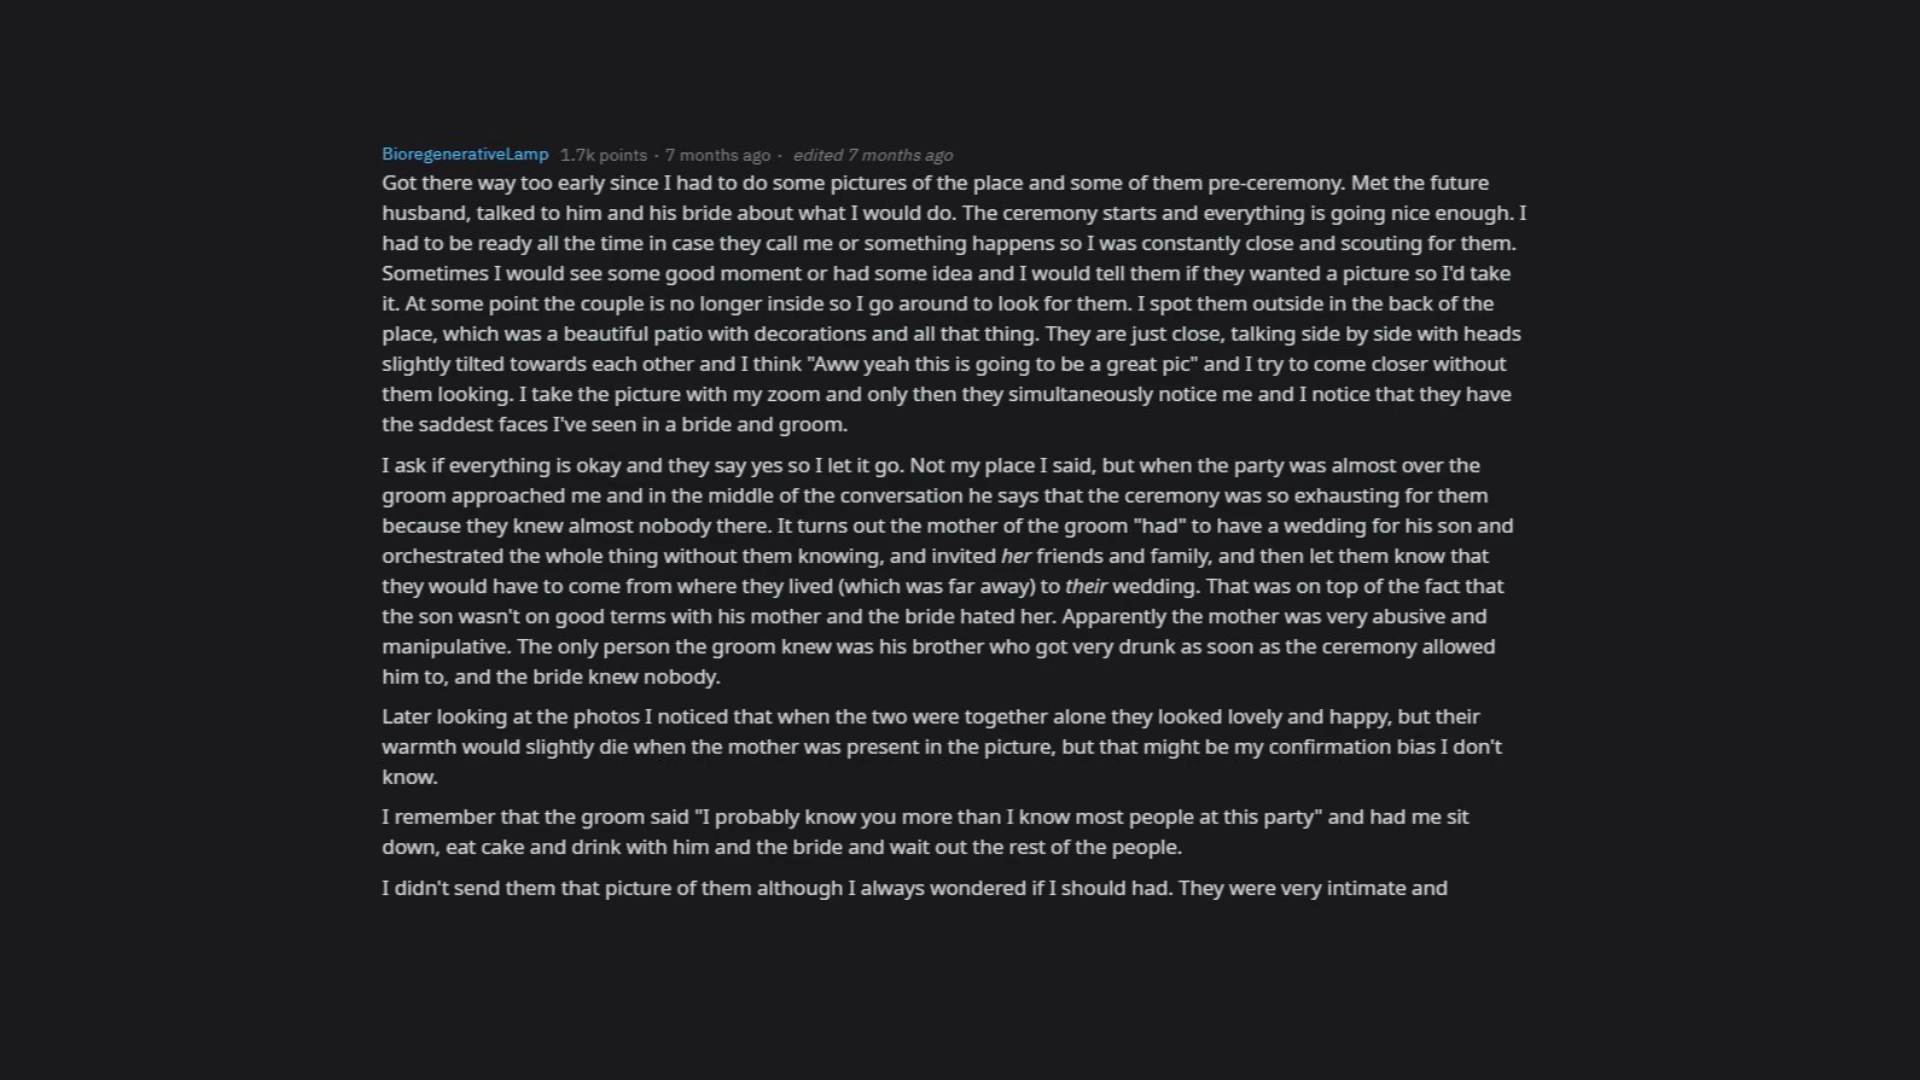 BioregenerativeLamp 1.7k points · 7 months ago · edited 7 months ago
Got there way too early since I had to do some pictures of the place and some of them pre-ceremony. Met the future
husband, talked to him and his bride about what I would do. The ceremony starts and everything is going nice enough. I
had to be ready all the time in case they call me or something happens so I was constantly close and scouting for them.
Sometimes I would see some good moment or had some idea and I would tell them if they wanted a picture so I'd take
it. At some point the couple is no longer inside so I go around to look for them. I spot them outside in the back of the
place, which was a beautiful patio with decorations and all that thing. They are just close, talking side by side with heads
slightly tilted towards each other and I think "Aww yeah this is going to be a great pic" and I try to come closer without
them looking. I take the picture with my zoom and only then they simultaneously notice me and I notice that they have
the saddest faces I've seen in a bride and groom.
I ask if everything is okay and they say yes so I let it go. Not my place I said, but when the party was almost over the
groom approached me and in the middle of the conversation he says that the ceremony was so exhausting for them
because they knew almost nobody there. It turns out the mother of the groom "had" to have a wedding for his son and
orchestrated the whole thing without them knowing, and invited her friends and family, and then let them know that
they would have to come from where they lived (which was far away) to their wedding. That was on top of the fact that
the son wasn't on good terms with his mother and the bride hated her. Apparently the mother was very abusive and
manipulative. The only person the groom knew was his brother who got very drunk as soon as the ceremony allowed
him to, and the bride knew nobody.
Later looking at the photos I noticed that when the two were together alone they looked lovely and happy, but their
warmth would slightly die when the mother was present in the picture, but that might be my confirmation bias I don't
know.
I remember that the groom said "I probably know you more than I know most people at this party" and had me sit
down, eat cake and drink with him and the bride and wait out the rest of the people.
I didn't send them that picture of them although I always wondered if I should had. They were very intimate and